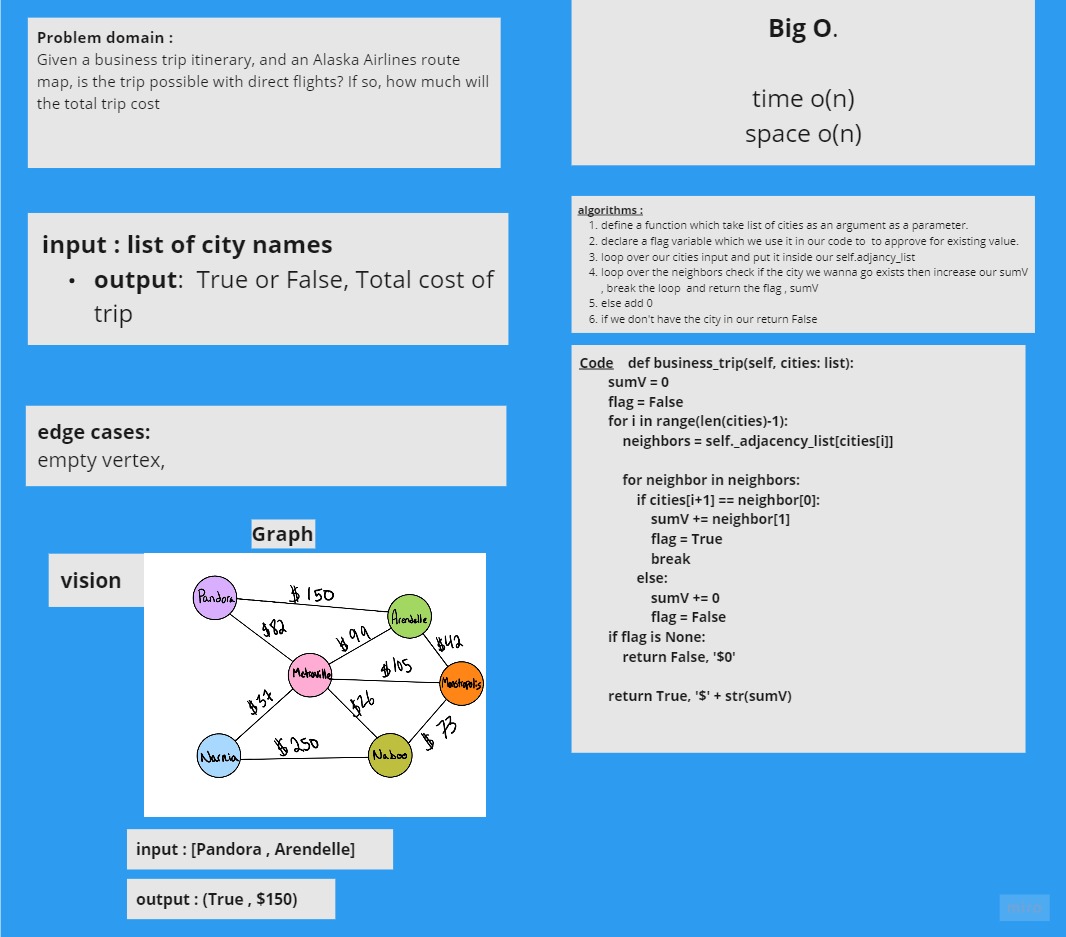 Problem domain :
Given a business trip itinerary, and an Alaska Airlines route
map, is the trip possible with direct flights? If so, how much will
the total trip cost
input : list of city names
• output: True or False, Total cost of
trip
edge cases:
empty vertex,
Graph
vision
Pandora
$ 150
Arendelle
$82
$99
$42
Metroville
$105
Monstropolis
$37
$26
$ 73
Narnia
$ 250
Naboo
input : [Pandora , Arendelle]
output : (True , $150)
Big O.
time o(n)
space o(n)
algorithms :
1. define a function which take list of cities as an argument as a parameter.
2. declare a flag variable which we use it in our code to to approve for existing value.
3. loop over our cities input and put it inside our self.adjancy_list
4. loop over the neighbors check if the city we wanna go exists then increase our sumV
, break the loop and return the flag , sumV
5. else add 0
6. if we don't have the city in our return False
Code def business_trip(self, cities: list):
sumV = 0
flag = False
for i in range(len(cities)-1):
neighbors = self._adjacency_list[cities[i]]
for neighbor in neighbors:
if cities[i+1] == neighbor[0]:
sumV += neighbor[1]
flag = True
break
else:
sumV += 0
flag = False
if flag is None:
return False, '$0'
return True, '$' + str(sumV)